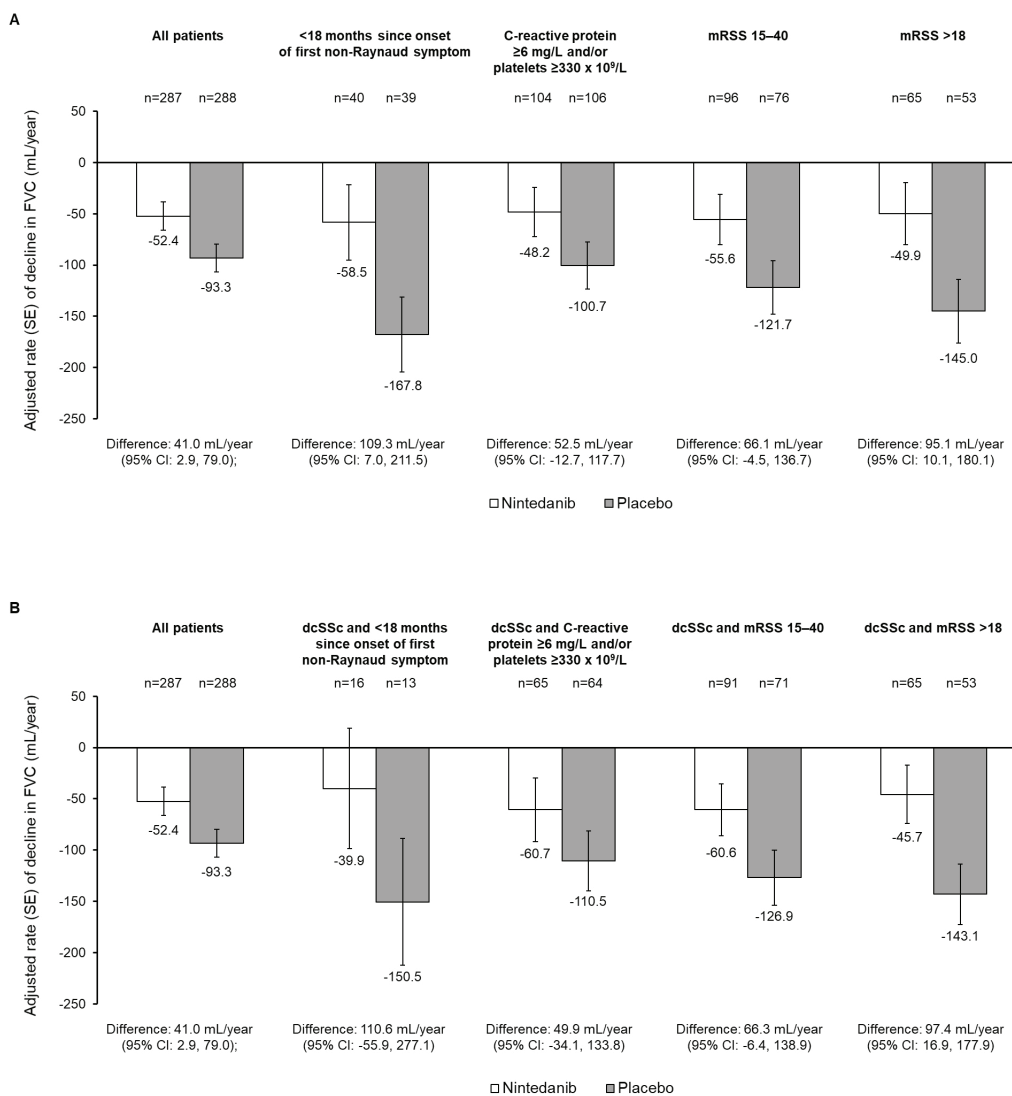 A
All patients
<18 months since onset
of first non-Raynaud symptom
C-reactive protein
≥6 mg/L and/or
platelets ≥330 x 10⁹/L
mRSS 15–40
mRSS >18
n=287 n=288
n=40 n=39
n=104 n=106
n=96 n=76
n=65 n=53
Adjusted rate (SE) of decline in FVC (mL/year)
50
0
-50
-100
-150
-200
-250
-52.4
-93.3
-58.5
-167.8
-48.2
-100.7
-55.6
-121.7
-49.9
-145.0
Difference: 41.0 mL/year
(95% CI: 2.9, 79.0);
Difference: 109.3 mL/year
(95% CI: 7.0, 211.5)
Difference: 52.5 mL/year
(95% CI: -12.7, 117.7)
Difference: 66.1 mL/year
(95% CI: -4.5, 136.7)
Difference: 95.1 mL/year
(95% CI: 10.1, 180.1)
Nintedanib Placebo
B
All patients
dcSSc and <18 months
since onset of first
non-Raynaud symptom
dcSSc and C-reactive
protein ≥6 mg/L and/or
platelets ≥330 x 10⁹/L
dcSSc and mRSS 15–40
dcSSc and mRSS >18
n=287 n=288
n=16 n=13
n=65 n=64
n=91 n=71
n=65 n=53
Adjusted rate (SE) of decline in FVC (mL/year)
50
0
-50
-100
-150
-200
-250
-52.4
-93.3
-39.9
-150.5
-60.7
-110.5
-60.6
-126.9
-45.7
-143.1
Difference: 41.0 mL/year
(95% CI: 2.9, 79.0);
Difference: 110.6 mL/year
(95% CI: -55.9, 277.1)
Difference: 49.9 mL/year
(95% CI: -34.1, 133.8)
Difference: 66.3 mL/year
(95% CI: -6.4, 138.9)
Difference: 97.4 mL/year
(95% CI: 16.9, 177.9)
Nintedanib Placebo